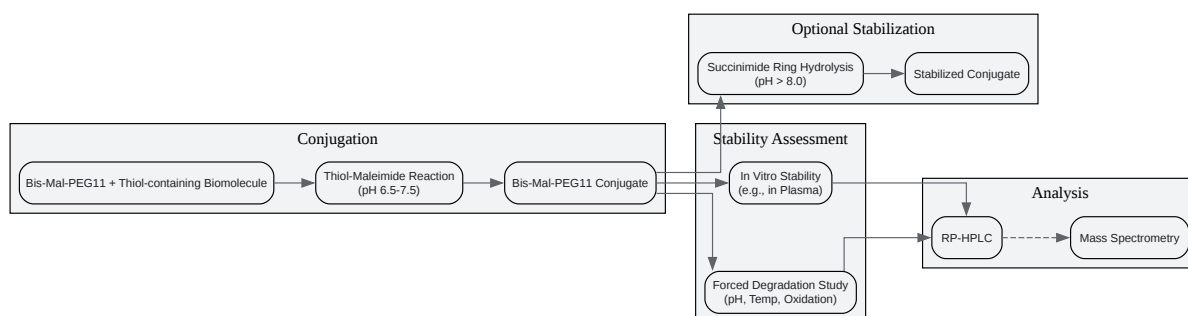 Optional Stabilization
Succinimide Ring Hydrolysis
(pH > 8.0)
Stabilized Conjugate
Conjugation
Bis-Mal-PEG11 + Thiol-containing Biomolecule
Thiol-Maleimide Reaction
(pH 6.5-7.5)
Bis-Mal-PEG11 Conjugate
Stability Assessment
In Vitro Stability
(e.g., in Plasma)
Forced Degradation Study
(pH, Temp, Oxidation)
Analysis
RP-HPLC
Mass Spectrometry